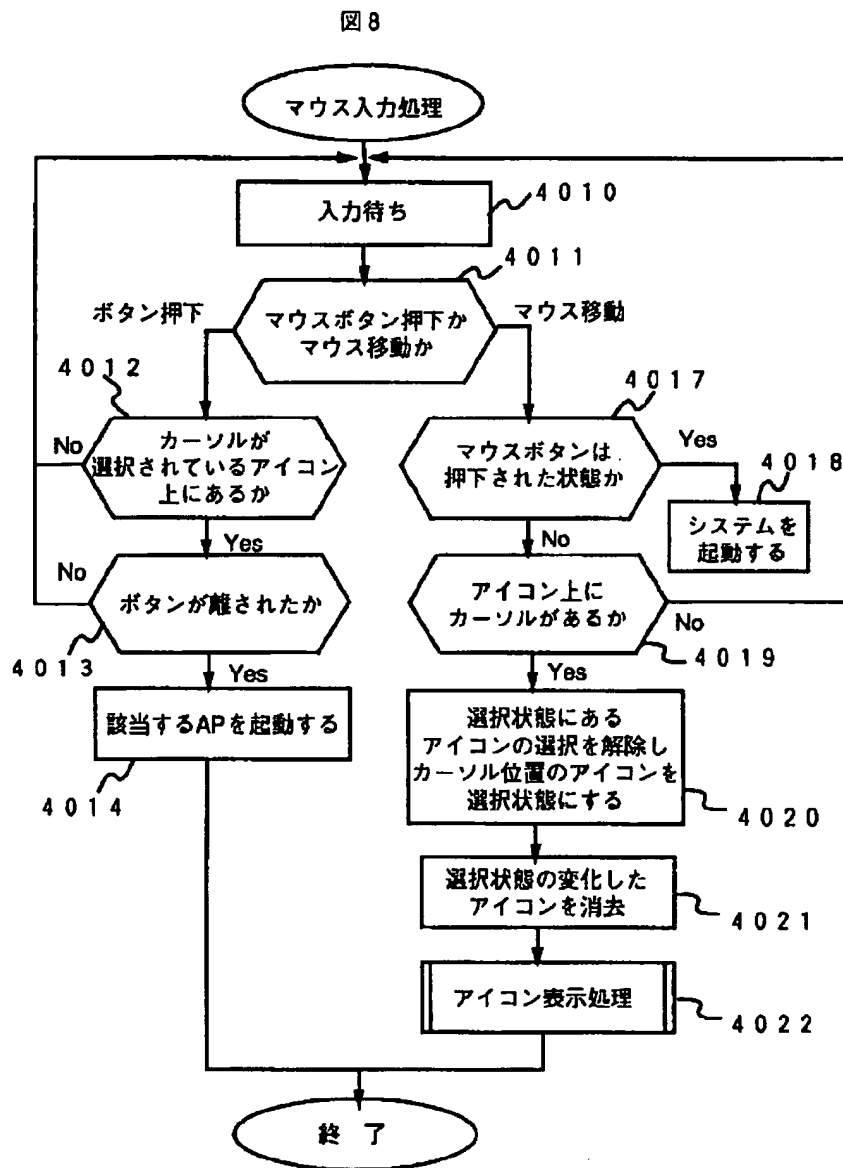 図8
マウス入力処理
入力待ち
4010
4011
マウスボタン押下か
マウス移動か
ボタン押下
マウス移動
4012
カーソルが
選択されているアイコン
上にあるか
No
Yes
4017
マウスボタンは
押下された状態か
Yes
No
4018
システムを
起動する
ボタンが離されたか
No
4013
Yes
アイコン上に
カーソルがあるか
No
4019
Yes
該当するAPを起動する
4014
選択状態にある
アイコンの選択を解除し
カーソル位置のアイコンを
選択状態にする
4020
選択状態の変化した
アイコンを消去
4021
アイコン表示処理
4022
終 了